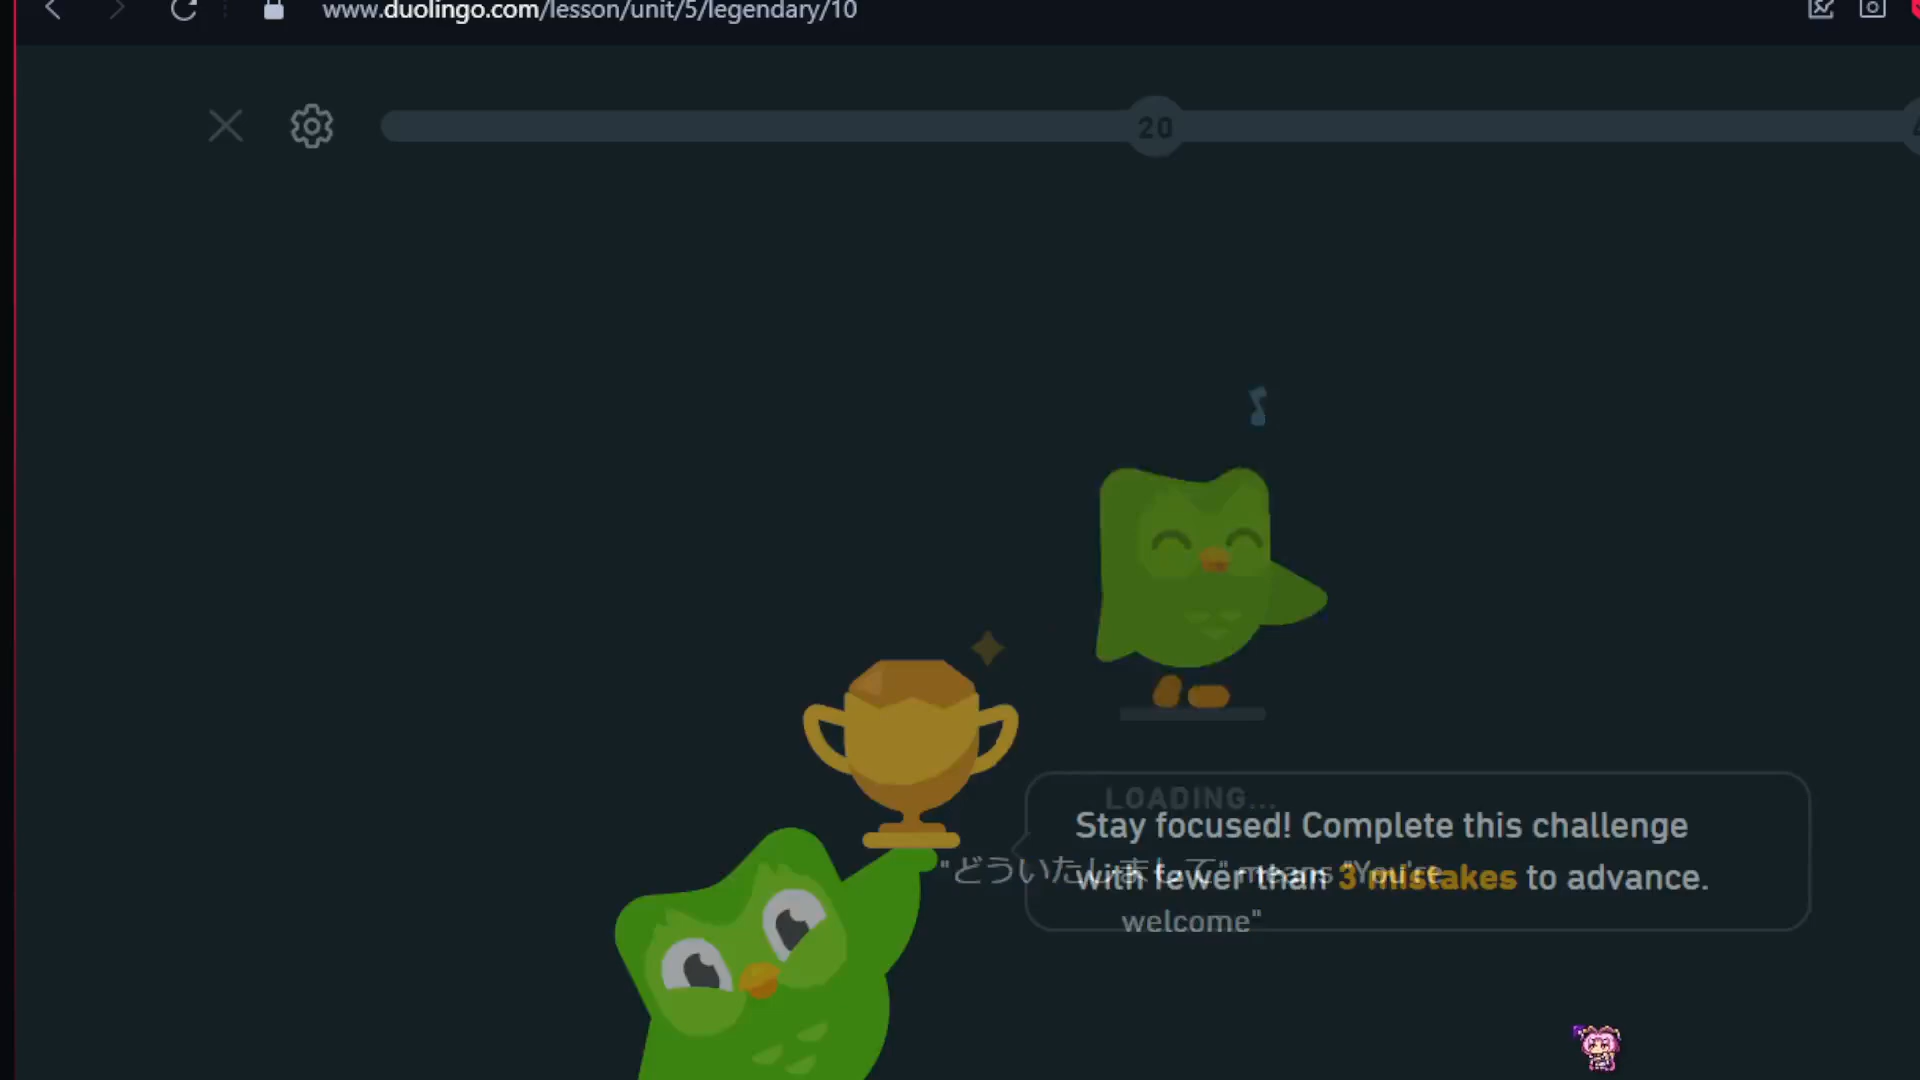 www.duolingo.com/lesson/unit/5/legendary/10
20
LOADING...
Stay focused! Complete this challenge
with fewer than 3 mistakes to advance.
"どういたしまして" means "You're
welcome"